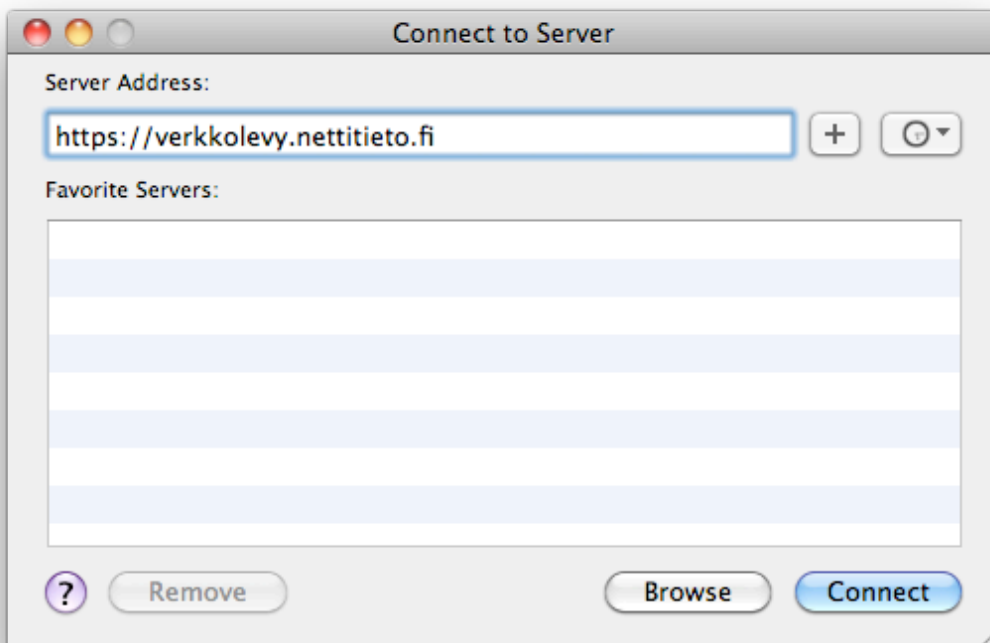 Connect to Server
Server Address:
https://verkkolevy.nettitieto.fi
+
Favorite Servers:
? Remove Browse Connect